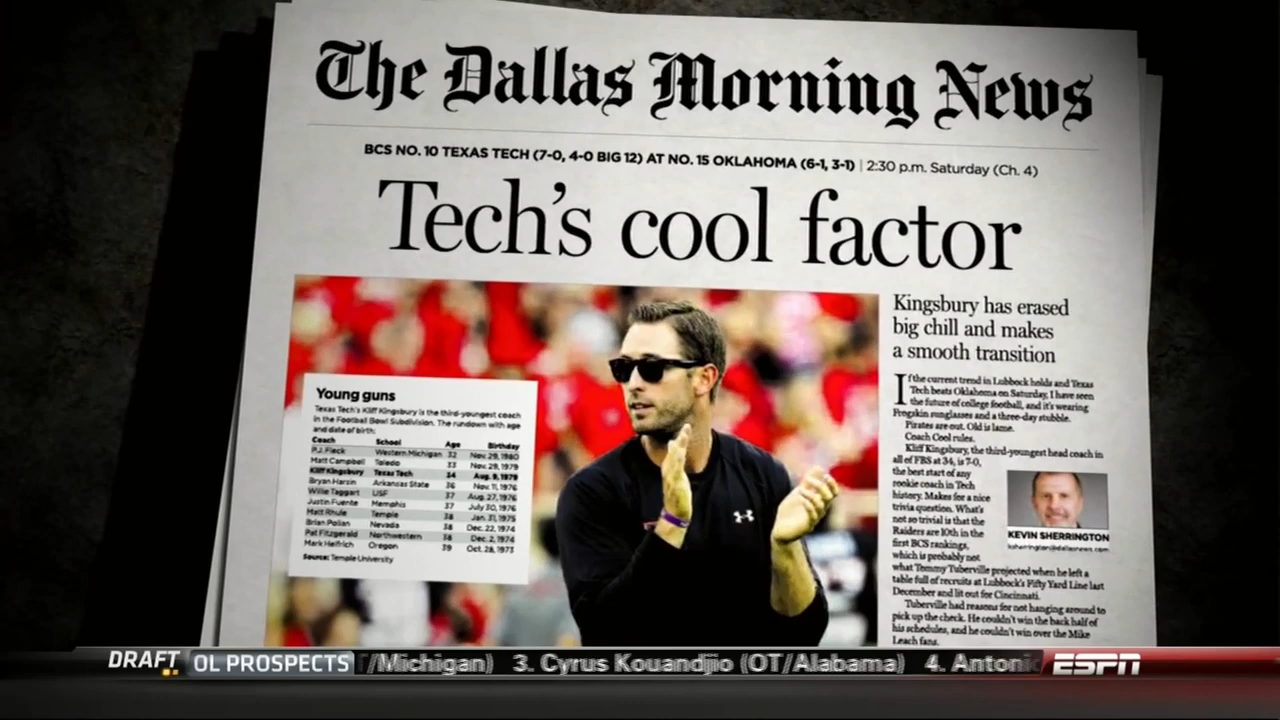 The Dallas Morning News
BCS NO. 10 TEXAS TECH (7-0, 4-0 BIG 12) AT NO. 15 OKLAHOMA (6-1, 3-1) | 2:30 p.m. Saturday (Ch. 4)
Tech's cool factor
Kingsbury has erased
big chill and makes
a smooth transition
Young guns
Texas Tech's Kliff Kingsbury is the third-youngest coach
in the Football Bowl Subdivision. The rundown with age
and date of birth:
Coach School Age Birthday
P.J. Fleck Western Michigan 32 Nov. 29, 1980
Matt Campbell Toledo 33 Nov. 29, 1979
Kliff Kingsbury Texas Tech 34 Aug. 9, 1979
Bryan Harsin Arkansas State 36 Nov. 11, 1976
Willie Taggart USF 37 Aug. 27, 1976
Justin Fuente Memphis 37 July 30, 1976
Matt Rhule Temple 38 Jan. 31, 1975
Brian Polian Nevada 38 Dec. 22, 1974
Pat Fitzgerald Northwestern 38 Dec. 2, 1974
Mark Helfrich Oregon 39 Oct. 28, 1973
Source: Temple University
If the current trend in Lubbock holds and Texas
Tech beats Oklahoma on Saturday, I have seen
the future of college football, and it's wearing
Frogskin sunglasses and a three-day stubble.
Pirates are out. Old is lame.
Coach Cool rules.
Kliff Kingsbury, the third-youngest head coach in
all of FBS at 34, is 7-0,
the best start of any
rookie coach in Tech
history. Makes for a nice
trivia question. What's
not so trivial is that the
Raiders are 10th in the
first BCS rankings,
which is probably not
what Tommy Tuberville projected when he left a
table full of recruits at Lubbock's Fifty Yard Line last
December and lit out for Cincinnati.
Tuberville had reasons for not hanging around to
pick up the check. He couldn't win the back half of
his schedules, and he couldn't win over the Mike
Leach fans.
KEVIN SHERRINGTON
ksherrington@dallasnews.com
DRAFT OL PROSPECTS T/Michigan) 3. Cyrus Kouandjio (OT/Alabama) 4. Antonio ESPN